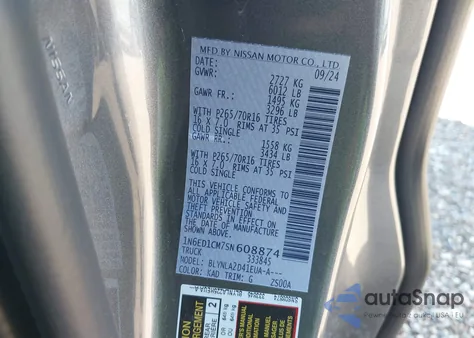 NISSAN
MFD. BY NISSAN MOTOR CO., LTD
DATE: 09/24
GVWR: 2727 KG
6012 LB
GAWR FR.: 1495 KG
3296 LB
WITH P265/70R16 TIRES
16 X 7.0 RIMS AT 35 PSI
COLD SINGLE
GAWR RR.: 1558 KG
3434 LB
WITH P265/70R16 TIRES
16 X 7.0 RIMS AT 35 PSI
COLD SINGLE
THIS VEHICLE CONFORMS TO
ALL APPLICABLE FEDERAL
MOTOR VEHICLE SAFETY AND
THEFT PREVENTION
STANDARDS IN EFFECT ON
THE DATE OF MANUFACTURE
SHOWN ABOVE
1N6ED1CM7SN608874
TRUCK 333845
MODEL: BLYNLA2D41EUA-A---
COLOR: KAD TRIM: G ZS00A
2
autoSnap